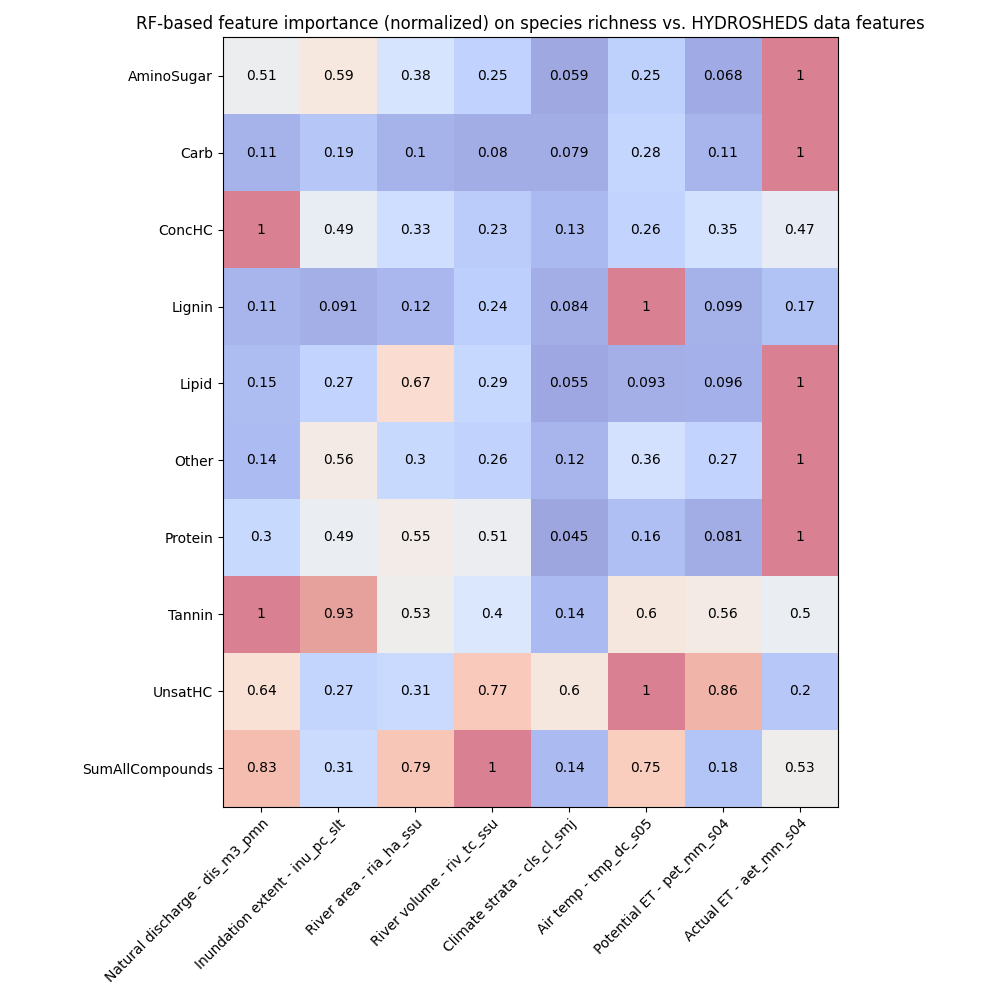 RF-based feature importance (normalized) on species richness vs. HYDROSHEDS data features
AminoSugar 0.51 0.59 0.38 0.25 0.059 0.25 0.068 1
Carb 0.11 0.19 0.1 0.08 0.079 0.28 0.11 1
ConcHC 1 0.49 0.33 0.23 0.13 0.26 0.35 0.47
Lignin 0.11 0.091 0.12 0.24 0.084 1 0.099 0.17
Lipid 0.15 0.27 0.67 0.29 0.055 0.093 0.096 1
Other 0.14 0.56 0.3 0.26 0.12 0.36 0.27 1
Protein 0.3 0.49 0.55 0.51 0.045 0.16 0.081 1
Tannin 1 0.93 0.53 0.4 0.14 0.6 0.56 0.5
UnsatHC 0.64 0.27 0.31 0.77 0.6 1 0.86 0.2
SumAllCompounds 0.83 0.31 0.79 1 0.14 0.75 0.18 0.53
Natural discharge - dis_m3_pmn
Inundation extent - inu_pc_slt
River area - ria_ha_ssu
River volume - riv_tc_ssu
Climate strata - cls_cl_smj
Air temp - tmp_dc_s05
Potential ET - pet_mm_s04
Actual ET - aet_mm_s04